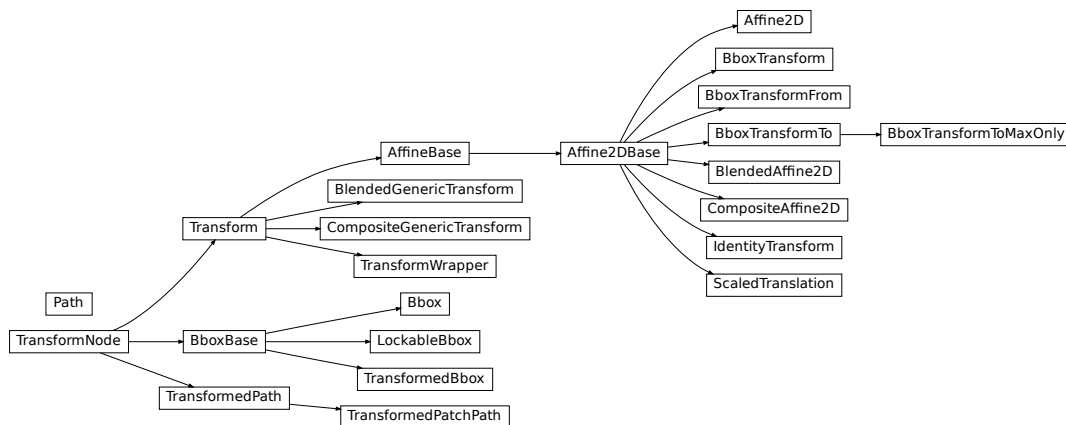 Affine2D
BboxTransform
BboxTransformFrom
BboxTransformTo
BboxTransformToMaxOnly
AffineBase
Affine2DBase
BlendedAffine2D
BlendedGenericTransform
CompositeAffine2D
Transform
CompositeGenericTransform
IdentityTransform
TransformWrapper
ScaledTranslation
Path
Bbox
TransformNode
BboxBase
LockableBbox
TransformedBbox
TransformedPath
TransformedPatchPath